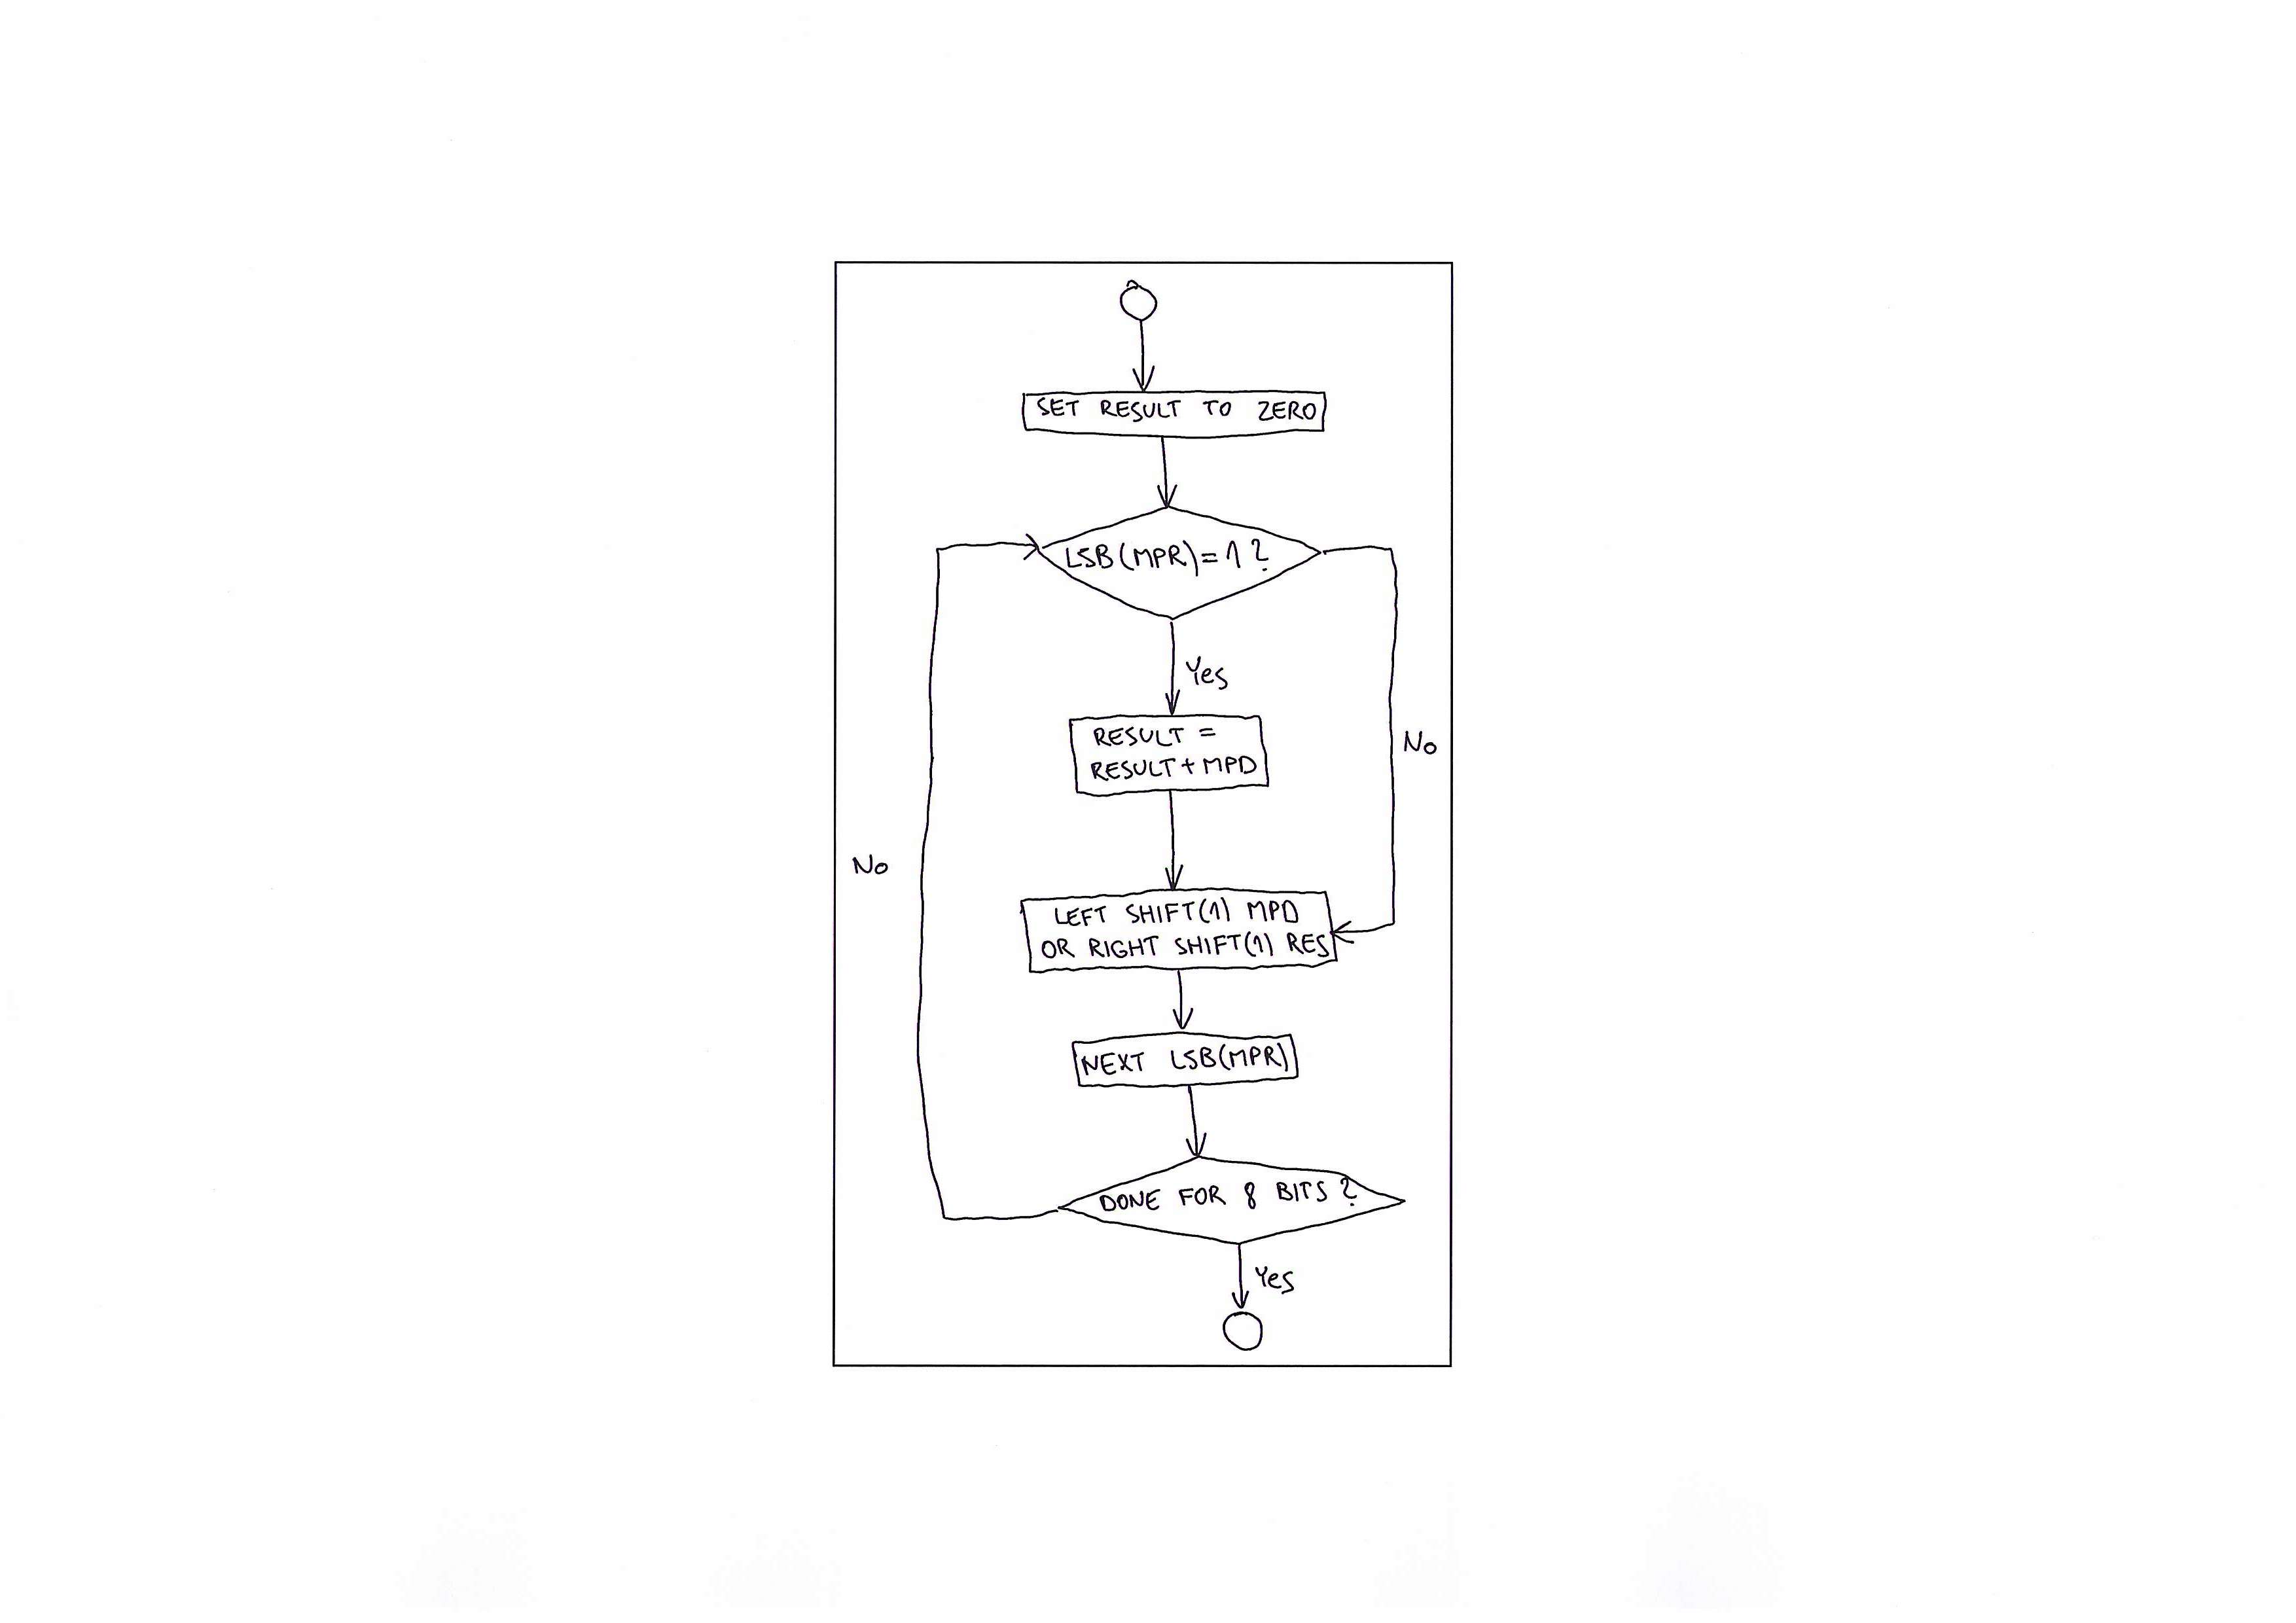 SET RESULT TO ZERO
LSB(MPR)=1?
Yes
RESULT =
RESULT+MPD
No
No
LEFT SHIFT(1) MPD
OR RIGHT SHIFT(1) RES
NEXT LSB(MPR)
DONE FOR 8 BITS?
Yes